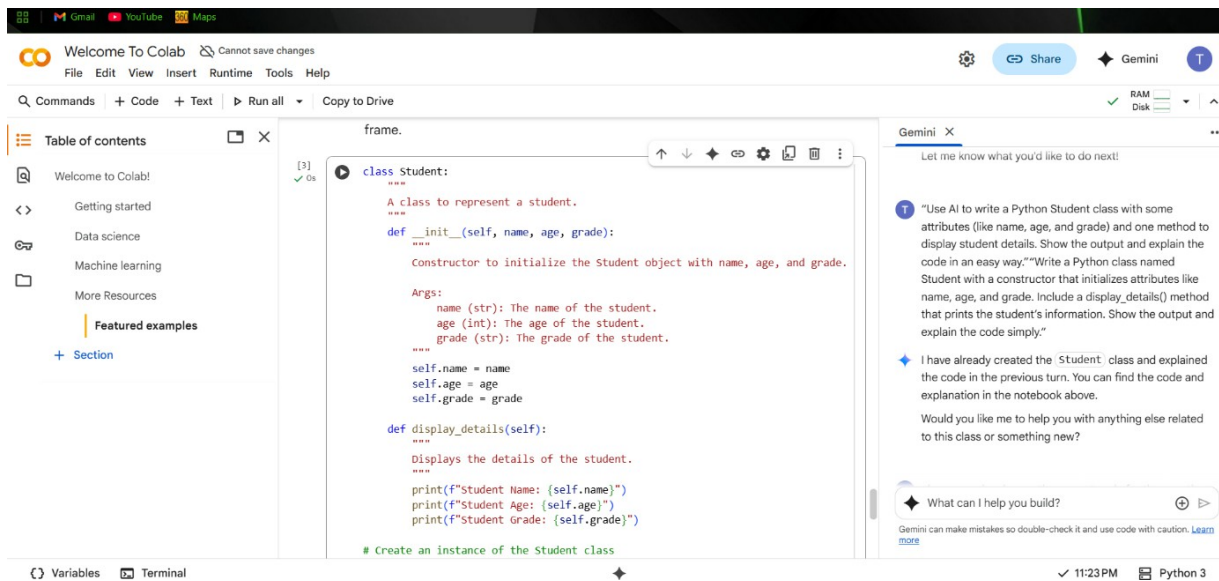 Gmail YouTube Maps
Welcome To Colab Cannot save changes
File Edit View Insert Runtime Tools Help
Share Gemini T
Commands + Code + Text Run all Copy to Drive
RAM
Disk
Table of contents
Welcome to Colab!
Getting started
Data science
Machine learning
More Resources
Featured examples
+ Section
frame.
[3]
0s
class Student:
"""
A class to represent a student.
"""
def __init__(self, name, age, grade):
"""
Constructor to initialize the Student object with name, age, and grade.
Args:
name (str): The name of the student.
age (int): The age of the student.
grade (str): The grade of the student.
"""
self.name = name
self.age = age
self.grade = grade
def display_details(self):
"""
Displays the details of the student.
"""
print(f"Student Name: {self.name}")
print(f"Student Age: {self.age}")
print(f"Student Grade: {self.grade}")
# Create an instance of the Student class
Gemini
Let me know what you'd like to do next!
T
"Use AI to write a Python Student class with some
attributes (like name, age, and grade) and one method to
display student details. Show the output and explain the
code in an easy way.""Write a Python class named
Student with a constructor that initializes attributes like
name, age, and grade. Include a display_details() method
that prints the student's information. Show the output and
explain the code simply."
I have already created the Student class and explained
the code in the previous turn. You can find the code and
explanation in the notebook above.
Would you like me to help you with anything else related
to this class or something new?
What can I help you build?
Gemini can make mistakes so double-check it and use code with caution. Learn
more
Variables Terminal
11:23 PM Python 3